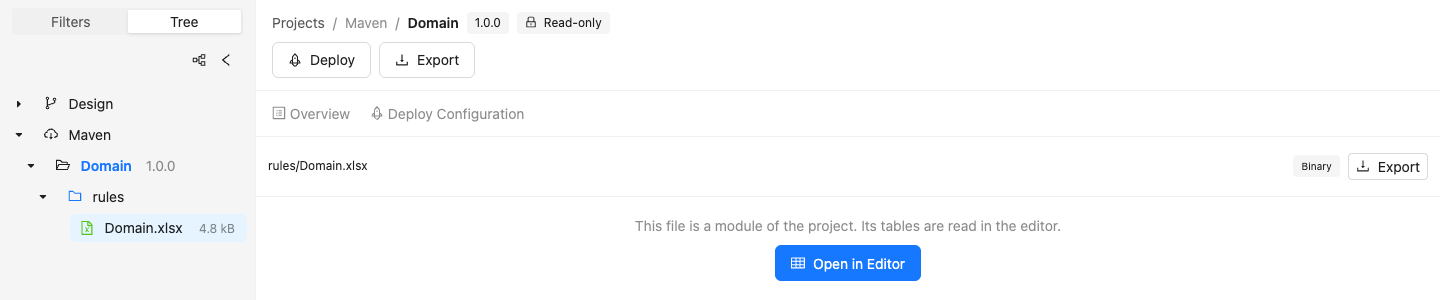 Filters Tree
Projects / Maven / Domain 1.0.0 Read-only
Deploy Export
Design
Maven
Domain 1.0.0
rules
Domain.xlsx 4.8 kB
Overview Deploy Configuration
rules/Domain.xlsx Binary Export
This file is a module of the project. Its tables are read in the editor.
Open in Editor